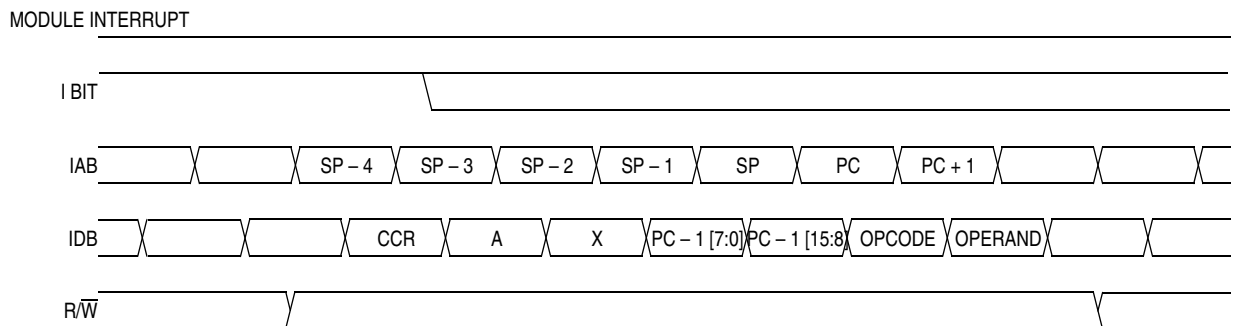 MODULE INTERRUPT
I BIT
IAB SP – 4 SP – 3 SP – 2 SP – 1 SP PC PC + 1
IDB CCR A X PC – 1 [7:0] PC – 1 [15:8] OPCODE OPERAND
R/W̅